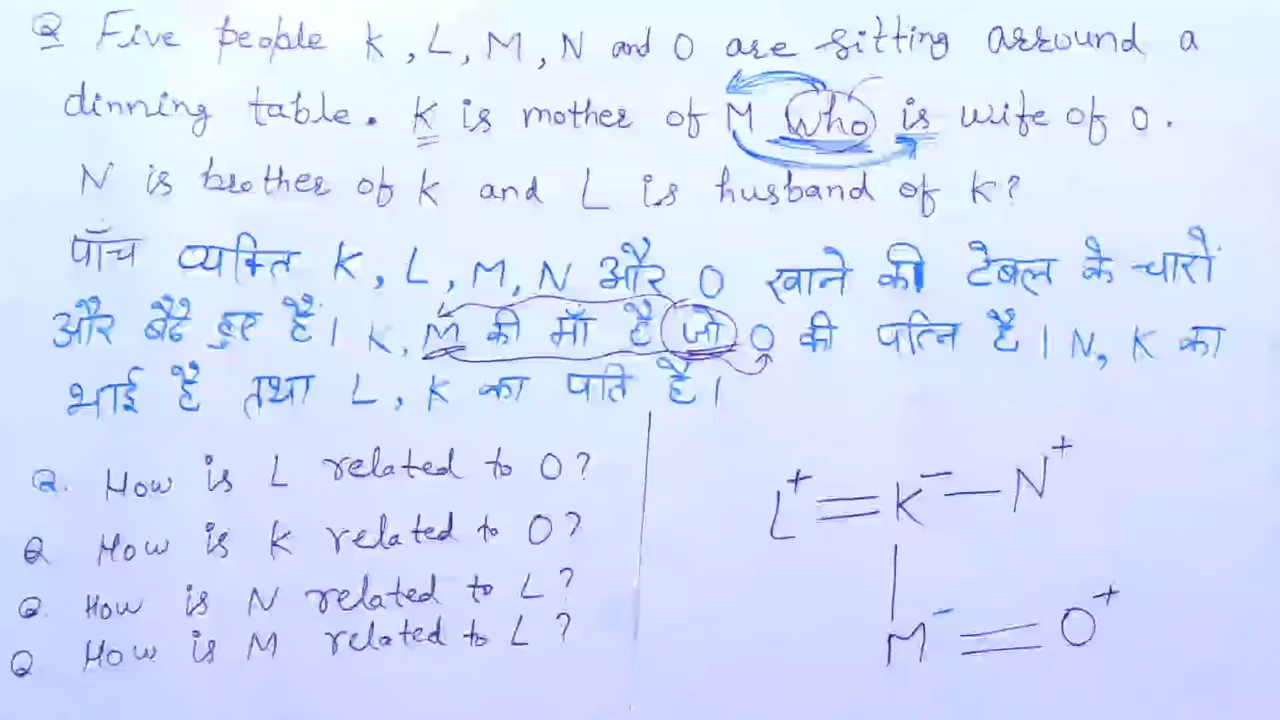 Q Five people K, L, M, N and O are sitting arround a
dinning table. K is mother of M who is wife of O.
N is brother of K and L is husband of K?
पाँच व्यक्ति K, L, M, N और O खाने की टेबल के चारों
और बैठे हुए हैं। K, M की माँ है जो O की पत्नि है। N, K का
भाई है तथा L, K का पति है।
Q. How is L related to O?
Q How is K related to O?
Q. How is N related to L?
Q How is M related to L?
L+ = K- — N+
M- = O+